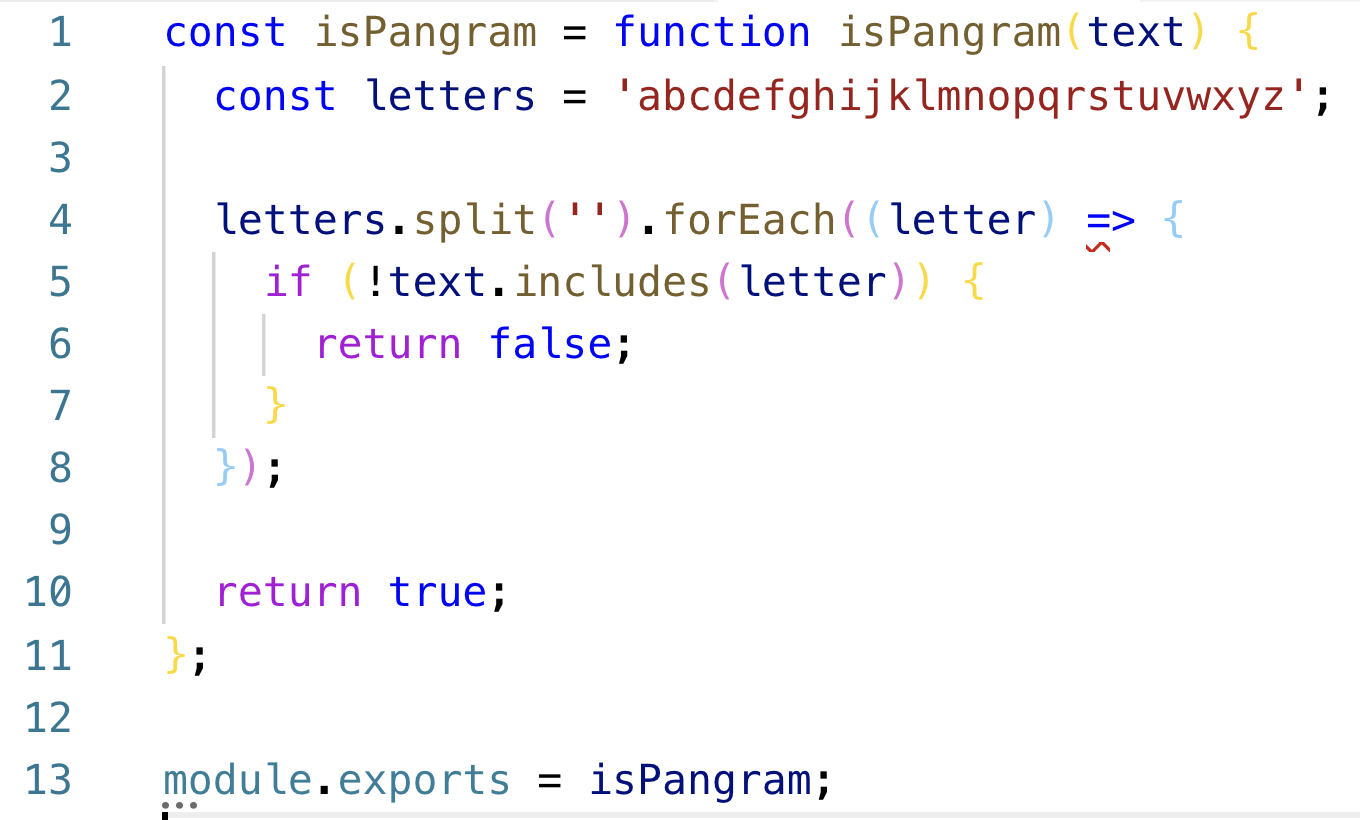 1 const isPangram = function isPangram(text) {
2 const letters = 'abcdefghijklmnopqrstuvwxyz';
3
4 letters.split('').forEach((letter) => {
5 if (!text.includes(letter)) {
6 return false;
7 }
8 });
9
10 return true;
11 };
12
13 module.exports = isPangram;